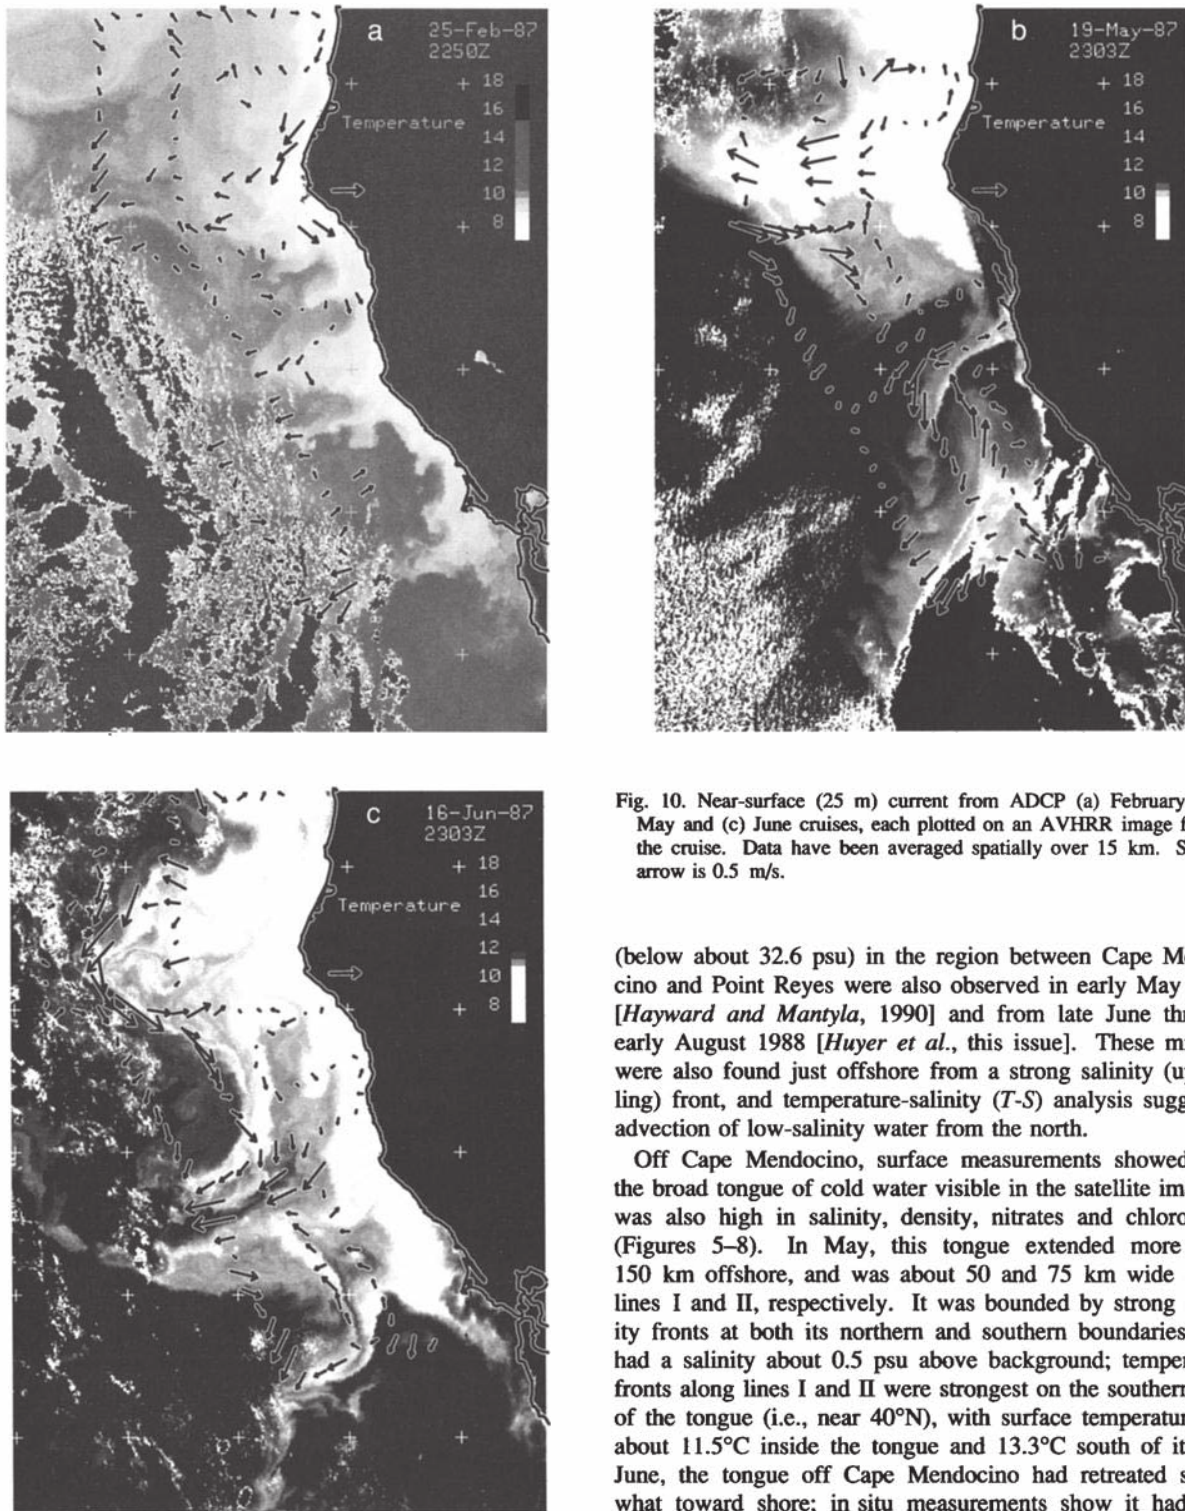 a
25-Feb-87
2250Z
18
16
Temperature 14
12
10
8
b
19-May-87
2303Z
18
16
Temperature 14
12
10
8
c
16-Jun-87
2303Z
18
16
Temperature 14
12
10
8
Fig. 10. Near-surface (25 m) current from ADCP (a) February
May and (c) June cruises, each plotted on an AVHRR image
the cruise. Data have been averaged spatially over 15 km.
arrow is 0.5 m/s.
(below about 32.6 psu) in the region between Cape
cino and Point Reyes were also observed in early May
[Hayward and Mantyla, 1990] and from late June
early August 1988 [Huyer et al., this issue]. These
were also found just offshore from a strong salinity
ling) front, and temperature-salinity (T-S) analysis
advection of low-salinity water from the north.
Off Cape Mendocino, surface measurements showed
the broad tongue of cold water visible in the satellite
was also high in salinity, density, nitrates and
(Figures 5–8). In May, this tongue extended more
150 km offshore, and was about 50 and 75 km wide
lines I and II, respectively. It was bounded by strong
ity fronts at both its northern and southern boundaries
had a salinity about 0.5 psu above background;
fronts along lines I and II were strongest on the southern
of the tongue (i.e., near 40°N), with surface
about 11.5°C inside the tongue and 13.3°C south of
June, the tongue off Cape Mendocino had retreated
what toward shore; in situ measurements show it had